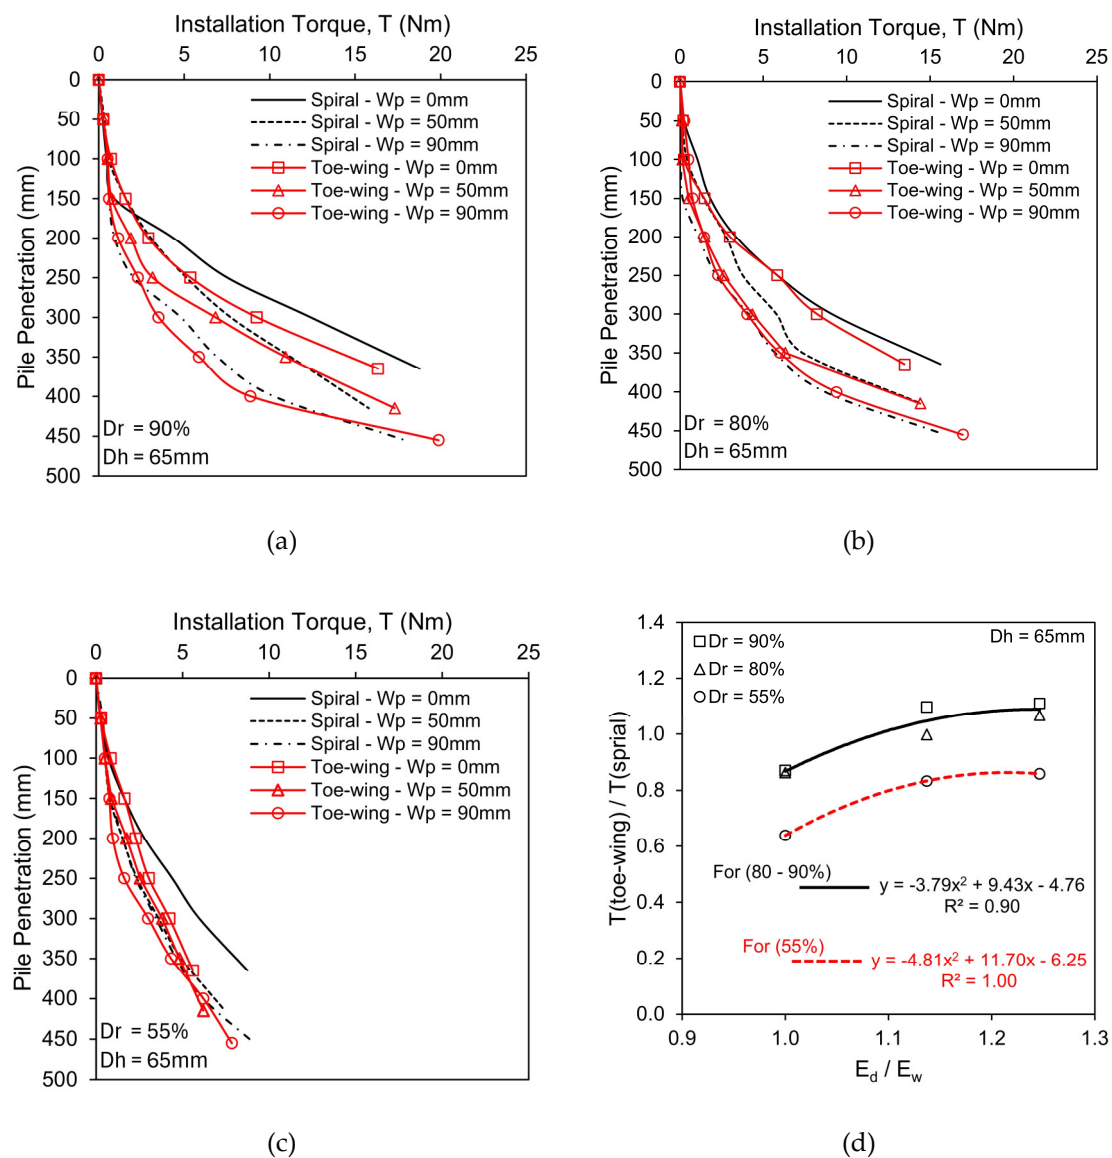 Installation Torque, T (Nm)
0 5 10 15 20 25
Pile Penetration (mm)
0
50
100
150
200
250
300
350
400
450
500
Spiral - Wp = 0mm
Spiral - Wp = 50mm
Spiral - Wp = 90mm
Toe-wing - Wp = 0mm
Toe-wing - Wp = 50mm
Toe-wing - Wp = 90mm
Dr = 90%
Dh = 65mm
(a)
Installation Torque, T (Nm)
0 5 10 15 20 25
Pile Penetration (mm)
0
50
100
150
200
250
300
350
400
450
500
Spiral - Wp = 0mm
Spiral - Wp = 50mm
Spiral - Wp = 90mm
Toe-wing - Wp = 0mm
Toe-wing - Wp = 50mm
Toe-wing - Wp = 90mm
Dr = 80%
Dh = 65mm
(b)
Installation Torque, T (Nm)
0 5 10 15 20 25
Pile Penetration (mm)
0
50
100
150
200
250
300
350
400
450
500
Spiral - Wp = 0mm
Spiral - Wp = 50mm
Spiral - Wp = 90mm
Toe-wing - Wp = 0mm
Toe-wing - Wp = 50mm
Toe-wing - Wp = 90mm
Dr = 55%
Dh = 65mm
(c)
T(toe-wing) / T(sprial)
1.4
1.2
1.0
0.8
0.6
0.4
0.2
0.0
Dr = 90%
Dr = 80%
Dr = 55%
Dh = 65mm
For (80 - 90%)
y = -3.79x² + 9.43x - 4.76
R² = 0.90
For (55%)
y = -4.81x² + 11.70x - 6.25
R² = 1.00
0.9 1.0 1.1 1.2 1.3
E_d / E_w
(d)